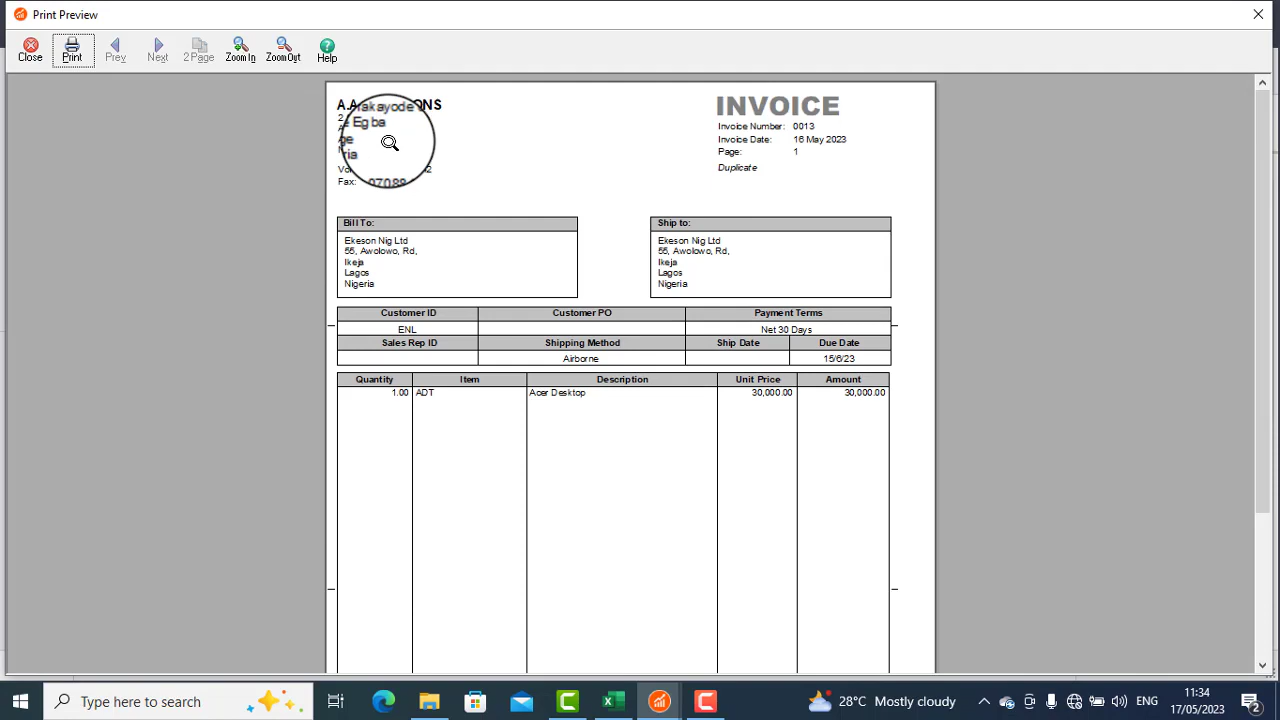 Print Preview
Close Print Prev Next 2 Page Zoom In Zoom Out Help
INVOICE
Invoice Number: 0013
Invoice Date: 16 May 2023
Page: 1
Duplicate
Egba
Fax:
Bill To:
Ekeson Nig Ltd
55, Awolowo, Rd,
Ikeja
Lagos
Nigeria
Ship to:
Ekeson Nig Ltd
55, Awolowo, Rd,
Ikeja
Lagos
Nigeria
Customer ID Customer PO Payment Terms
ENL Net 30 Days
Sales Rep ID Shipping Method Ship Date Due Date
Airborne 15/6/23
Quantity Item Description Unit Price Amount
1.00 ADT Acer Desktop 30,000.00 30,000.00
Type here to search
28°C Mostly cloudy
ENG
11:34
17/05/2023
2